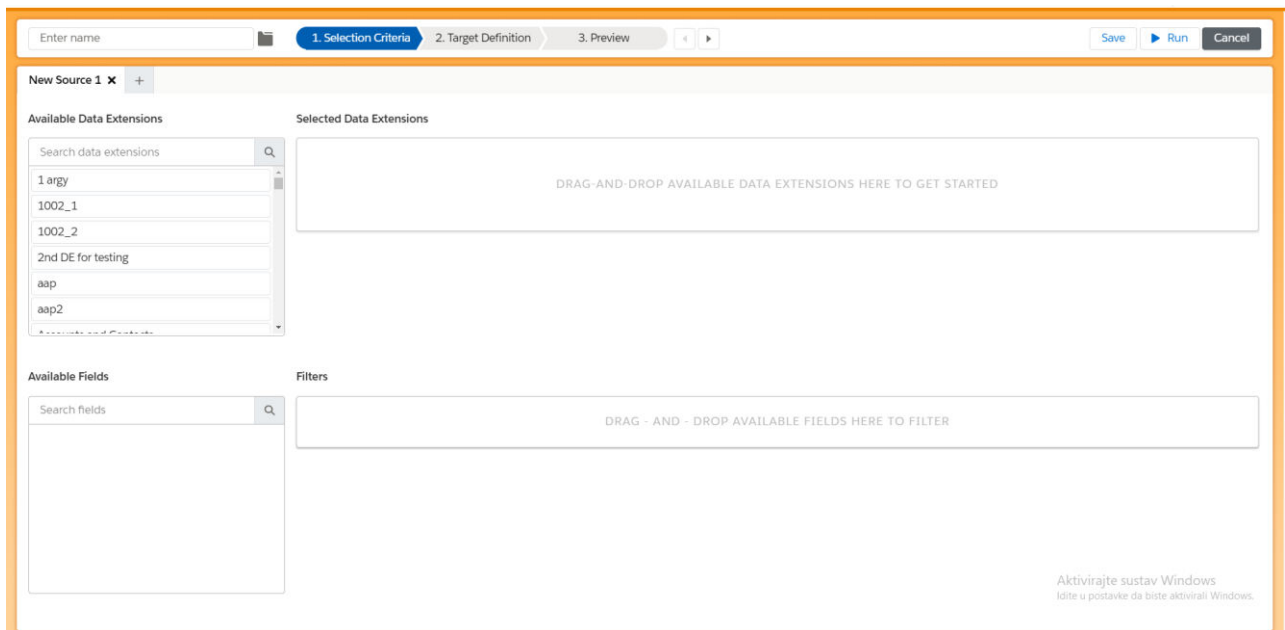 Enter name
1. Selection Criteria
2. Target Definition
3. Preview
Save
Run
Cancel
New Source 1
Available Data Extensions
Selected Data Extensions
Search data extensions
DRAG-AND-DROP AVAILABLE DATA EXTENSIONS HERE TO GET STARTED
1 argy
1002_1
1002_2
2nd DE for testing
aap
aap2
Accounts and Contacts
Available Fields
Filters
Search fields
DRAG - AND - DROP AVAILABLE FIELDS HERE TO FILTER
Aktivirajte sustav Windows
Idite u postavke da biste aktivirali Windows.